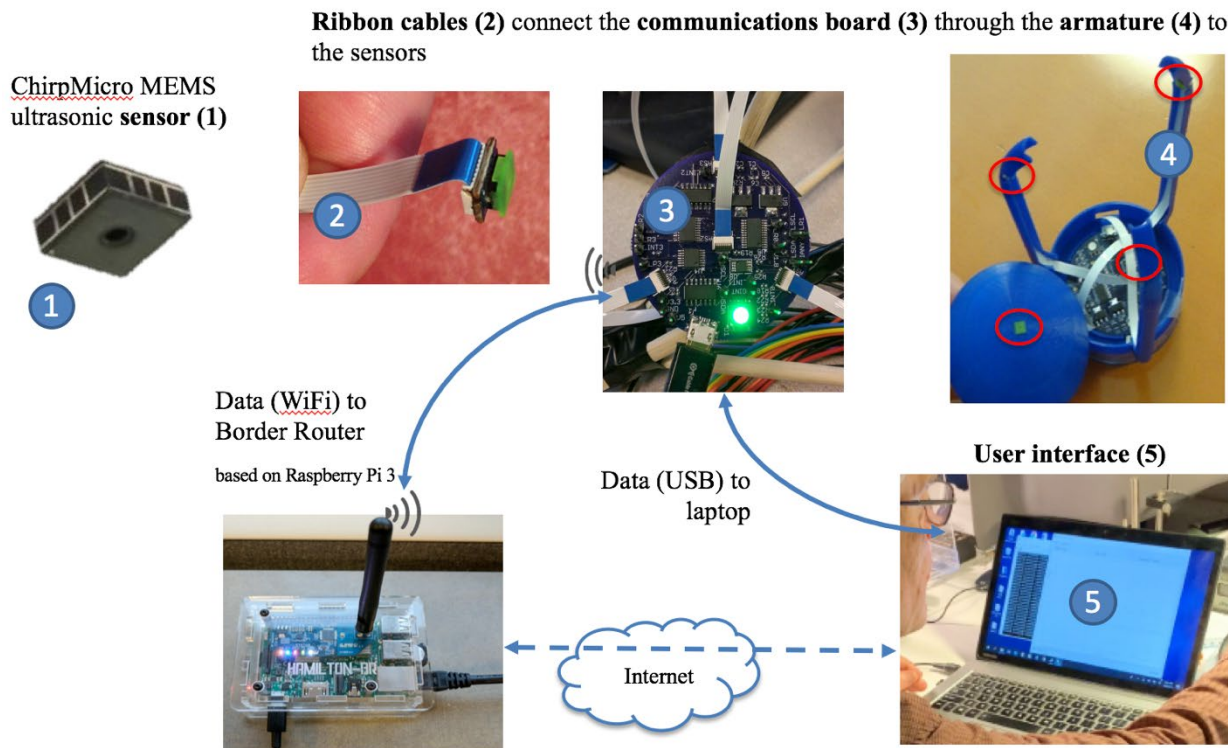 Ribbon cables (2) connect the communications board (3) through the armature (4) to
the sensors
ChirpMicro MEMS
ultrasonic sensor (1)
1
2
3
4
Data (WiFi) to
Border Router
based on Raspberry Pi 3
Data (USB) to
laptop
User interface (5)
HAMILTON-BR
Internet
5